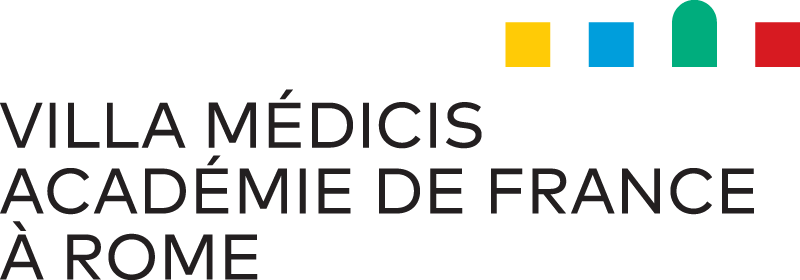 VILLA MÉDICIS
ACADÉMIE DE FRANCE
À ROME